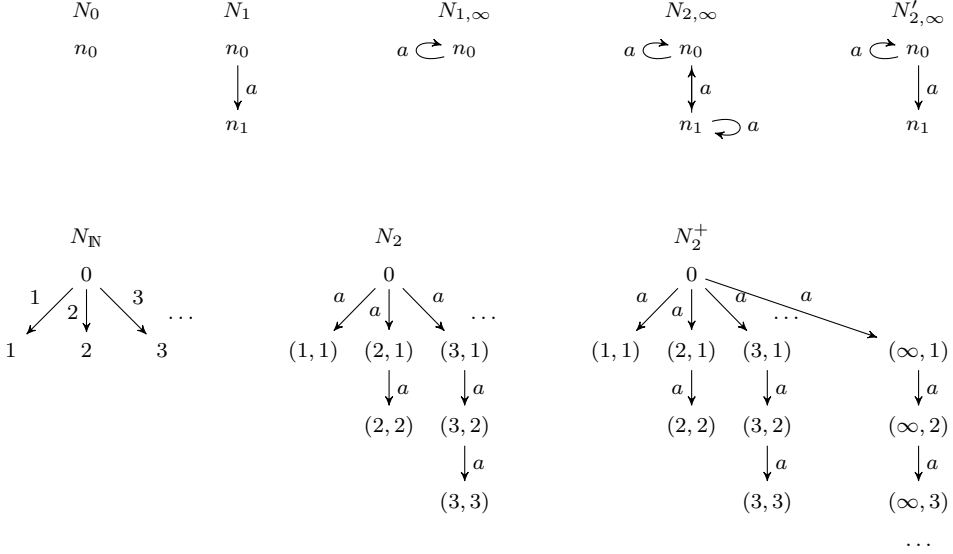 N₀ N₁ N₁,∞ N₂,∞ N′₂,∞
n₀ n₀ a n₀ a n₀ a n₀
a a a
n₁ n₁ a n₁
N_ℕ N₂ N₂⁺
0 0 0
1 2 3 … a a a … a a a … a
1 2 3 (1, 1) (2, 1) (3, 1) (1, 1) (2, 1) (3, 1) (∞, 1)
a a a a a
(2, 2) (3, 2) (2, 2) (3, 2) (∞, 2)
a a a
(3, 3) (3, 3) (∞, 3)
…